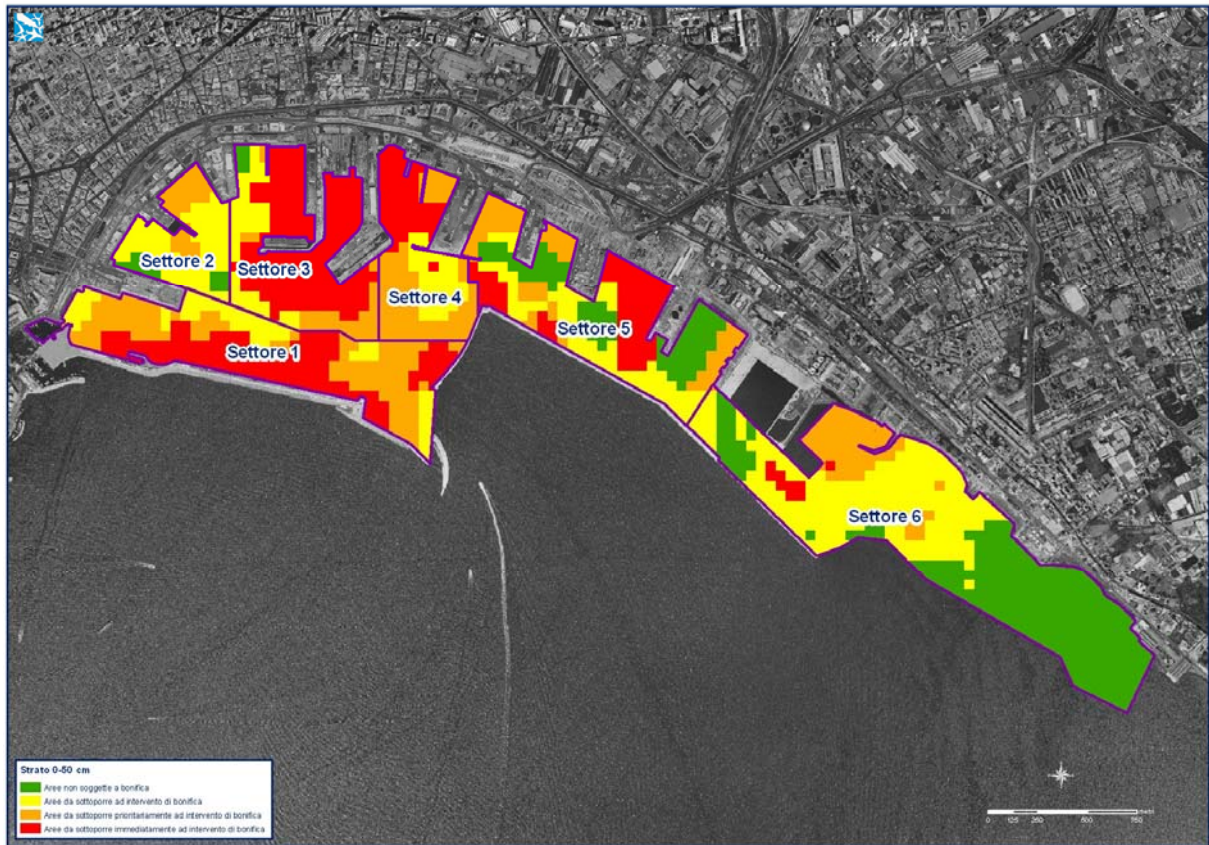 Settore 2
Settore 3
Settore 4
Settore 1
Settore 5
Settore 6
Strato 0-50 cm
Aree non soggette a bonifica
Aree da sottoporre ad intervento di bonifica
Aree da sottoporre prioritariamente ad intervento di bonifica
Aree da sottoporre immediatamente ad intervento di bonifica
0 125 250 500 750